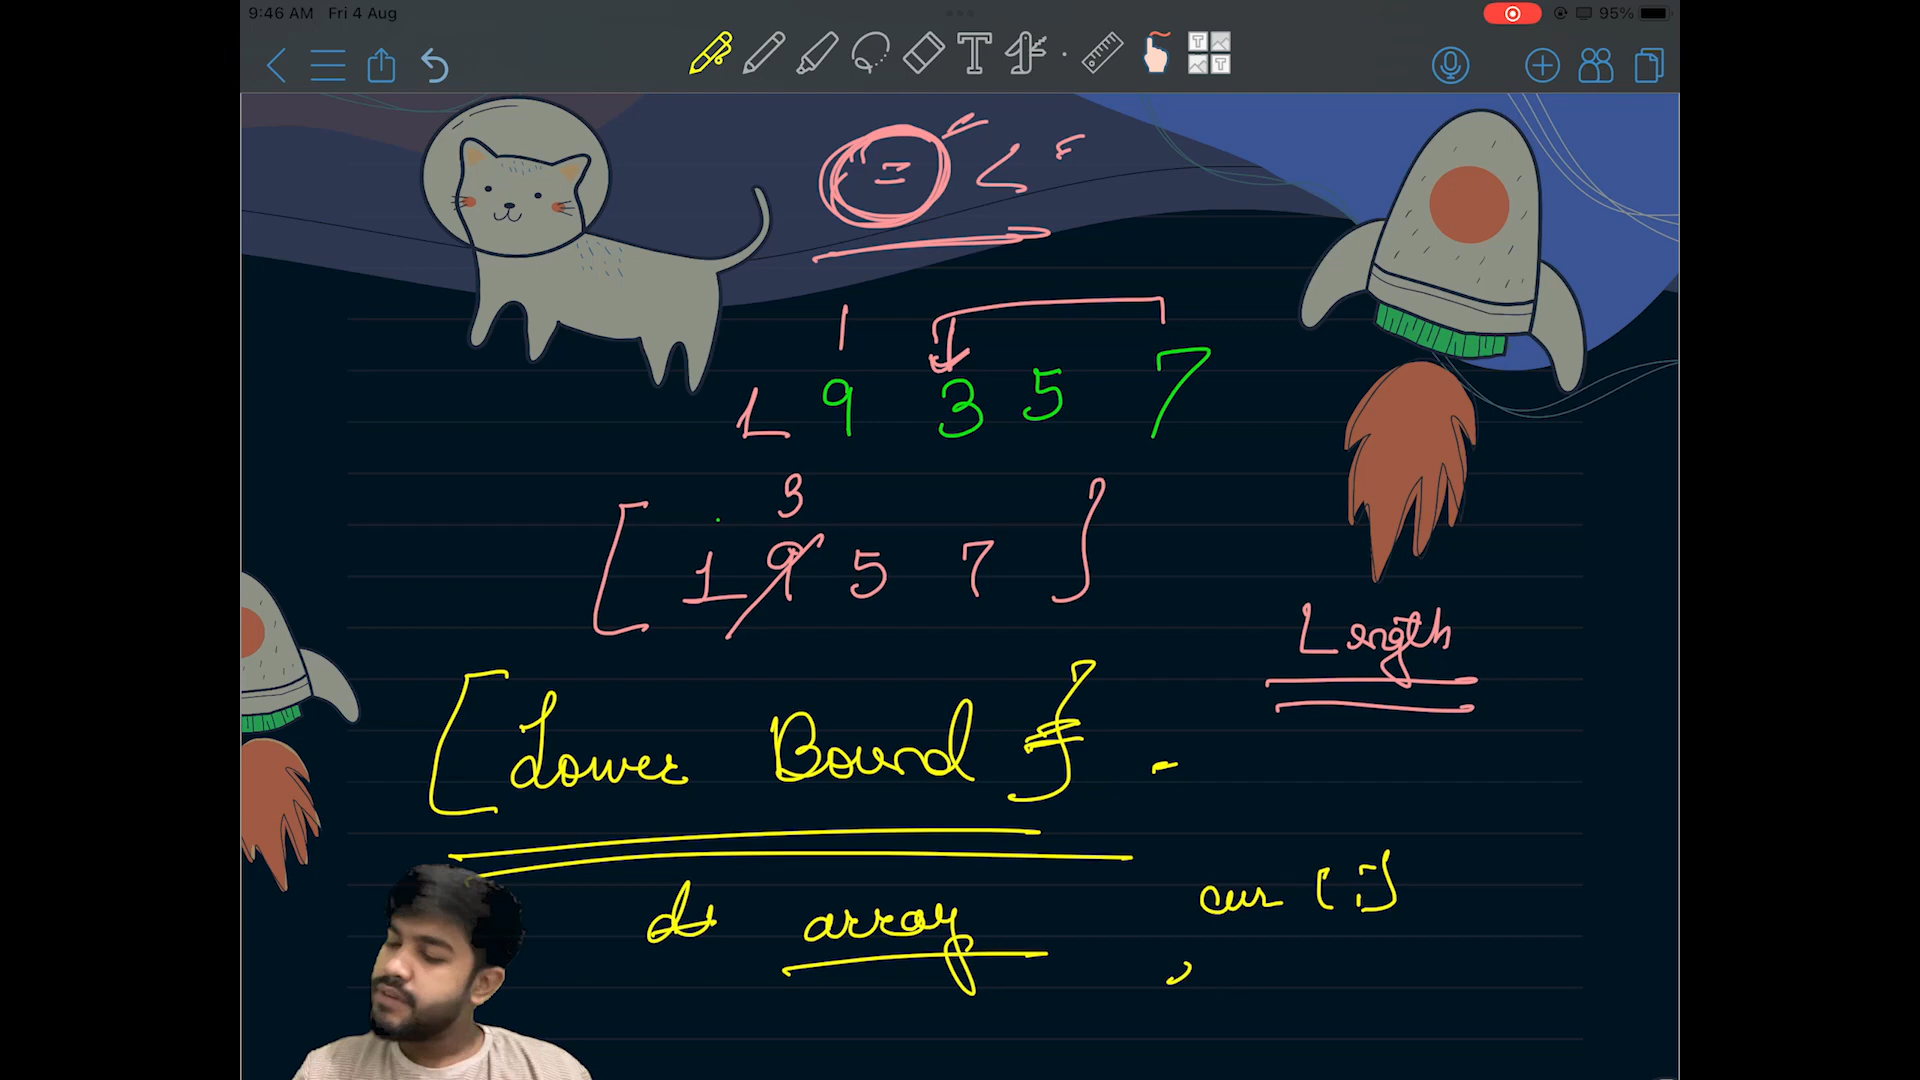 9:46 AM Fri 4 Aug
95%
= <
1
1 9 3 5 7
3
[ 1 9 5 7 ]
Length
[ Lower Bound ] -
array
[i]
,